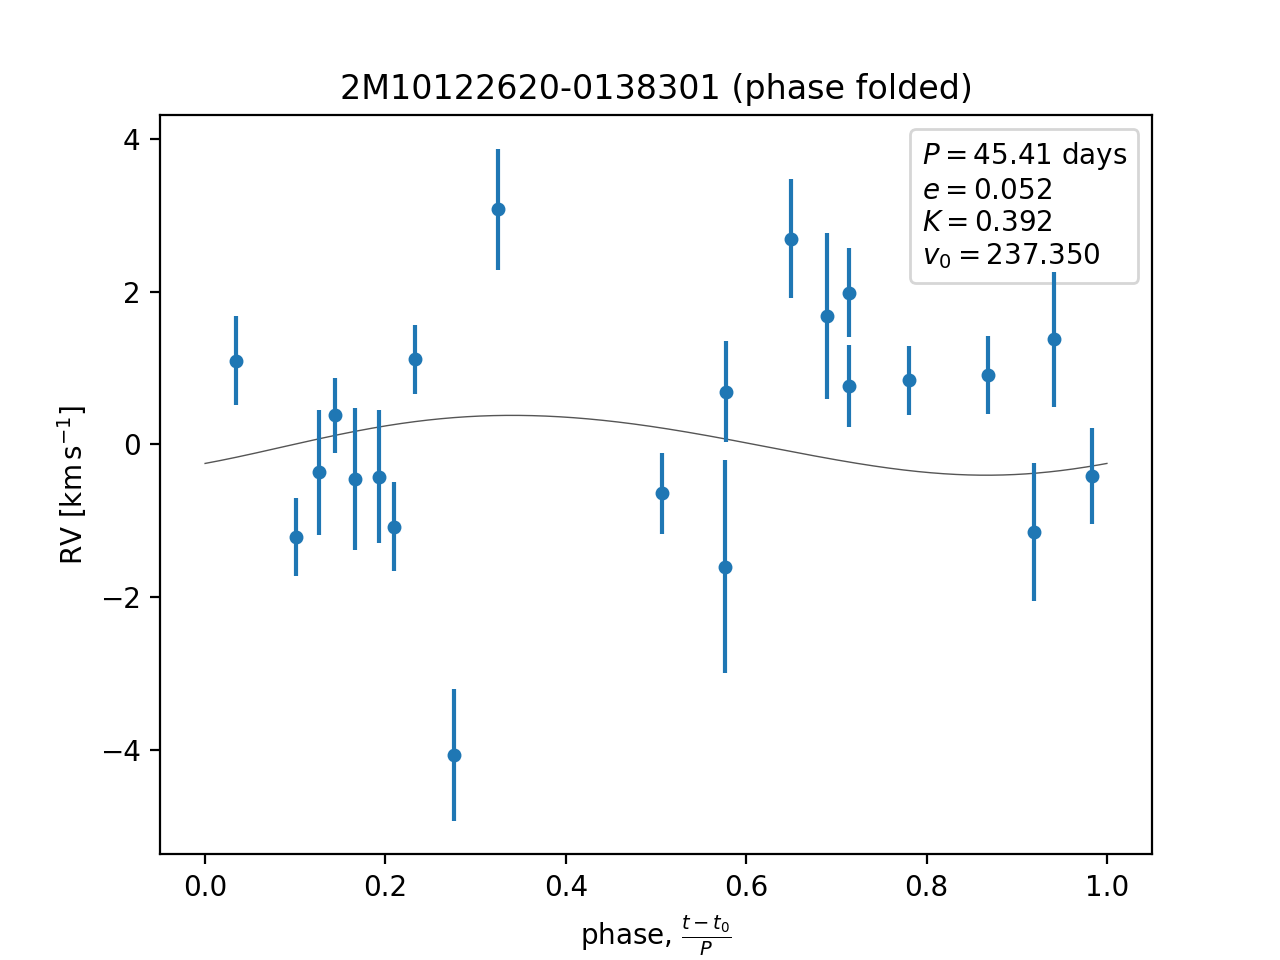 2M10122620-0138301 (phase folded)
P = 45.41 days
e = 0.052
K = 0.392
v₀ = 237.350
RV [km s⁻¹]
4
2
0
−2
−4
0.0 0.2 0.4 0.6 0.8 1.0
phase, (t − t₀)/P